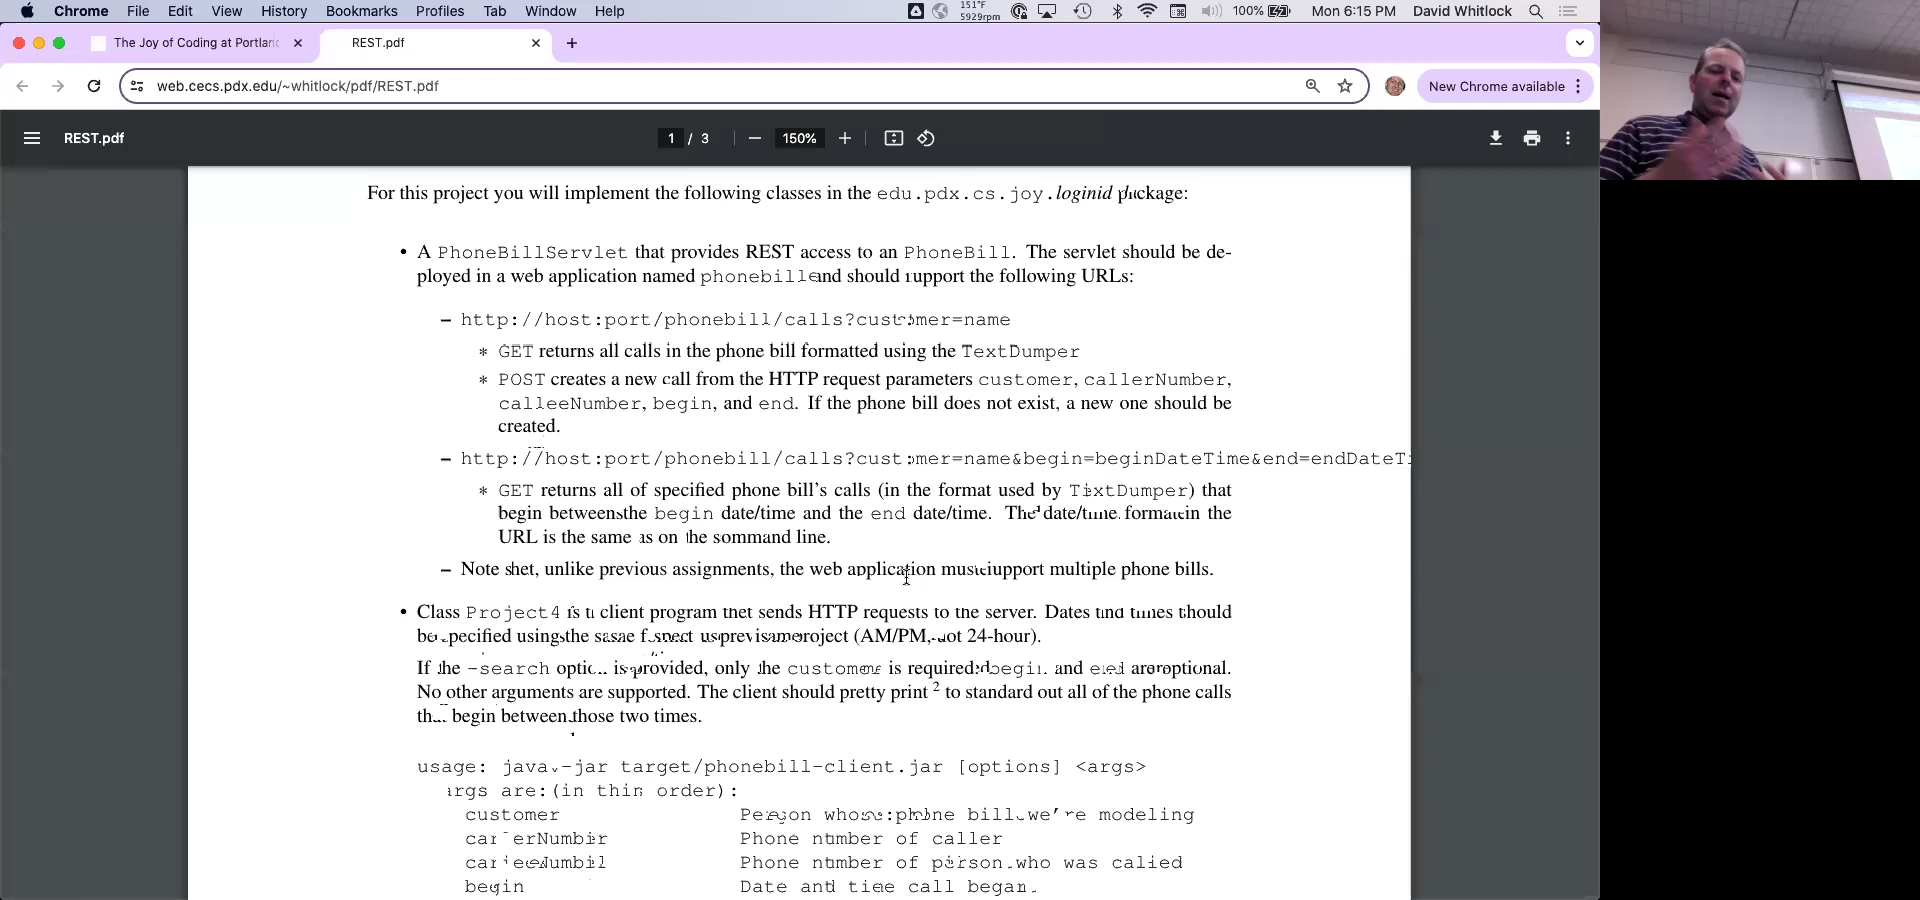 Chrome File Edit View History Bookmarks Profiles Tab Window Help 151°F 5929rpm 100% Mon 6:15 PM David Whitlock
The Joy of Coding at Portlan REST.pdf
web.cecs.pdx.edu/~whitlock/pdf/REST.pdf New Chrome available
REST.pdf 1 / 3 150%
For this project you will implement the following classes in the edu.pdx.cs.joy.loginid package:
• A PhoneBillServlet that provides REST access to an PhoneBill. The servlet should be de-
ployed in a web application named phonebill and should support the following URLs:
– http://host:port/phonebill/calls?customer=name
∗ GET returns all calls in the phone bill formatted using the TextDumper
∗ POST creates a new call from the HTTP request parameters customer, callerNumber,
calleeNumber, begin, and end. If the phone bill does not exist, a new one should be
created.
– http://host:port/phonebill/calls?customer=name&begin=beginDateTime&end=endDateTi
∗ GET returns all of specified phone bill's calls (in the format used by TextDumper) that
begin between the begin date/time and the end date/time. The date/time format in the
URL is the same as on the command line.
– Note that, unlike previous assignments, the web application must support multiple phone bills.
• Class Project4 is a client program that sends HTTP requests to the server. Dates and times should
be specified using the same format as previous project (AM/PM, not 24-hour).
If the -search option is provided, only the customer is required begin and end are optional.
No other arguments are supported. The client should pretty print 2 to standard out all of the phone calls
that begin between those two times.
usage: java -jar target/phonebill-client.jar [options] <args>
args are (in this order):
customer Person whose phone bill we're modeling
callerNumber Phone number of caller
calleeNumber Phone number of person who was called
begin Date and time call began